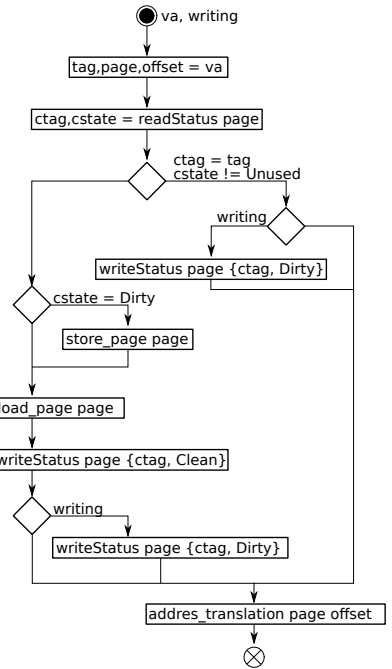 va, writing
tag,page,offset = va
ctag,cstate = readStatus page
ctag = tag
cstate != Unused
writing
writeStatus page {ctag, Dirty}
cstate = Dirty
store_page page
load_page page
writeStatus page {ctag, Clean}
writing
writeStatus page {ctag, Dirty}
addres_translation page offset